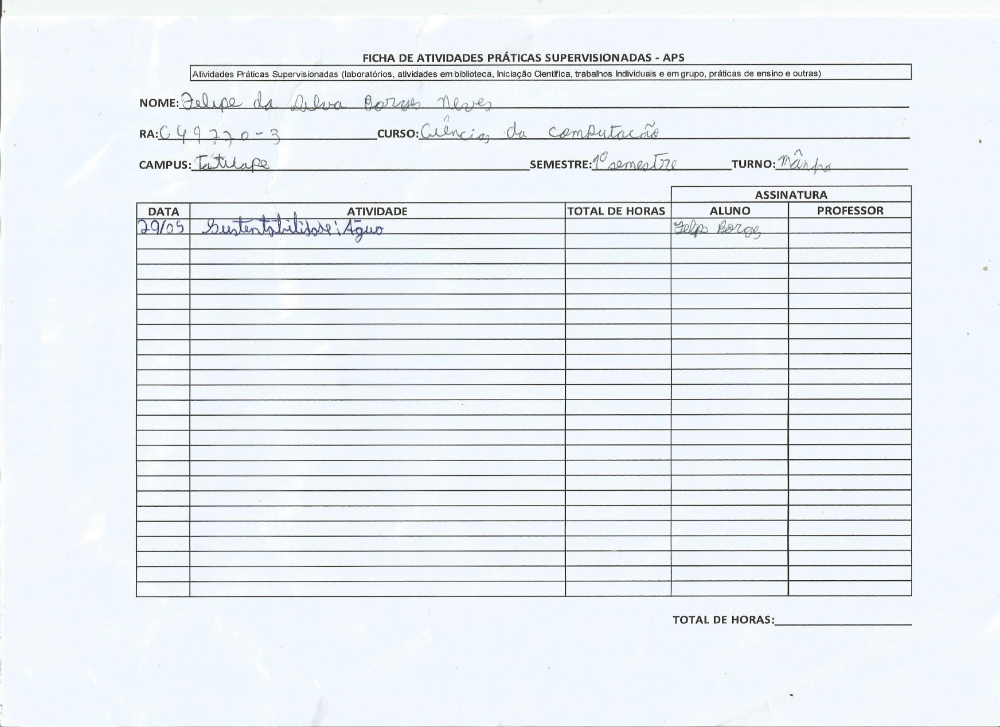 FICHA DE ATIVIDADES PRÁTICAS SUPERVISIONADAS - APS
Atividades Práticas Supervisionadas (laboratórios, atividades em biblioteca, Iniciação Científica, trabalhos Individuais e em grupo, práticas de ensino e outras)
NOME: Felipe da Silva Borges Neves
RA: C49770-3 CURSO: Ciências da computação
CAMPUS: Tatuapé SEMESTRE: 1º semestre TURNO: Mânha
ASSINATURA
DATA ATIVIDADE TOTAL DE HORAS ALUNO PROFESSOR
29/05 Sustentabilidade: Água Felipe Borges
TOTAL DE HORAS: